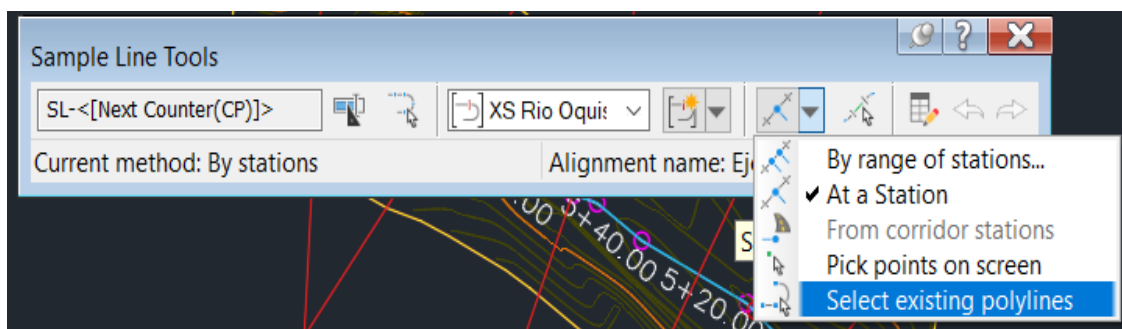 Sample Line Tools
SL-<[Next Counter(CP)]>
XS Rio Oquis
Current method: By stations
Alignment name: Eje
By range of stations...
At a Station
From corridor stations
Pick points on screen
Select existing polylines
5+40.00
5+20.00
S